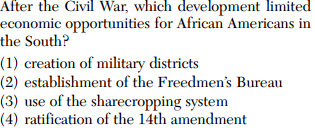 After the Civil War, which development limited
economic opportunities for African Americans in
the South?
(1) creation of military districts
(2) establishment of the Freedmen's Bureau
(3) use of the sharecropping system
(4) ratification of the 14th amendment